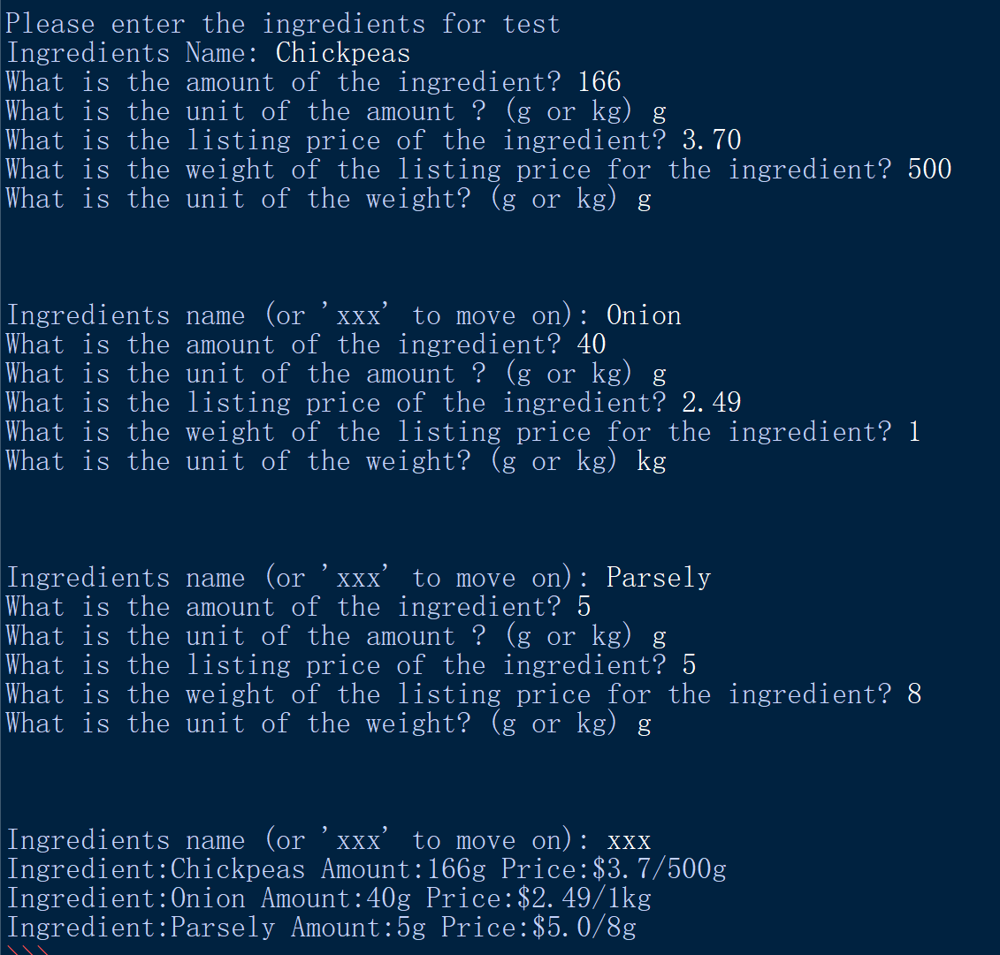 Please enter the ingredients for test
Ingredients Name: Chickpeas
What is the amount of the ingredient? 166
What is the unit of the amount ? (g or kg) g
What is the listing price of the ingredient? 3.70
What is the weight of the listing price for the ingredient? 500
What is the unit of the weight? (g or kg) g
Ingredients name (or 'xxx' to move on): Onion
What is the amount of the ingredient? 40
What is the unit of the amount ? (g or kg) g
What is the listing price of the ingredient? 2.49
What is the weight of the listing price for the ingredient? 1
What is the unit of the weight? (g or kg) kg
Ingredients name (or 'xxx' to move on): Parsely
What is the amount of the ingredient? 5
What is the unit of the amount ? (g or kg) g
What is the listing price of the ingredient? 5
What is the weight of the listing price for the ingredient? 8
What is the unit of the weight? (g or kg) g
Ingredients name (or 'xxx' to move on): xxx
Ingredient:Chickpeas Amount:166g Price:$3.7/500g
Ingredient:Onion Amount:40g Price:$2.49/1kg
Ingredient:Parsely Amount:5g Price:$5.0/8g